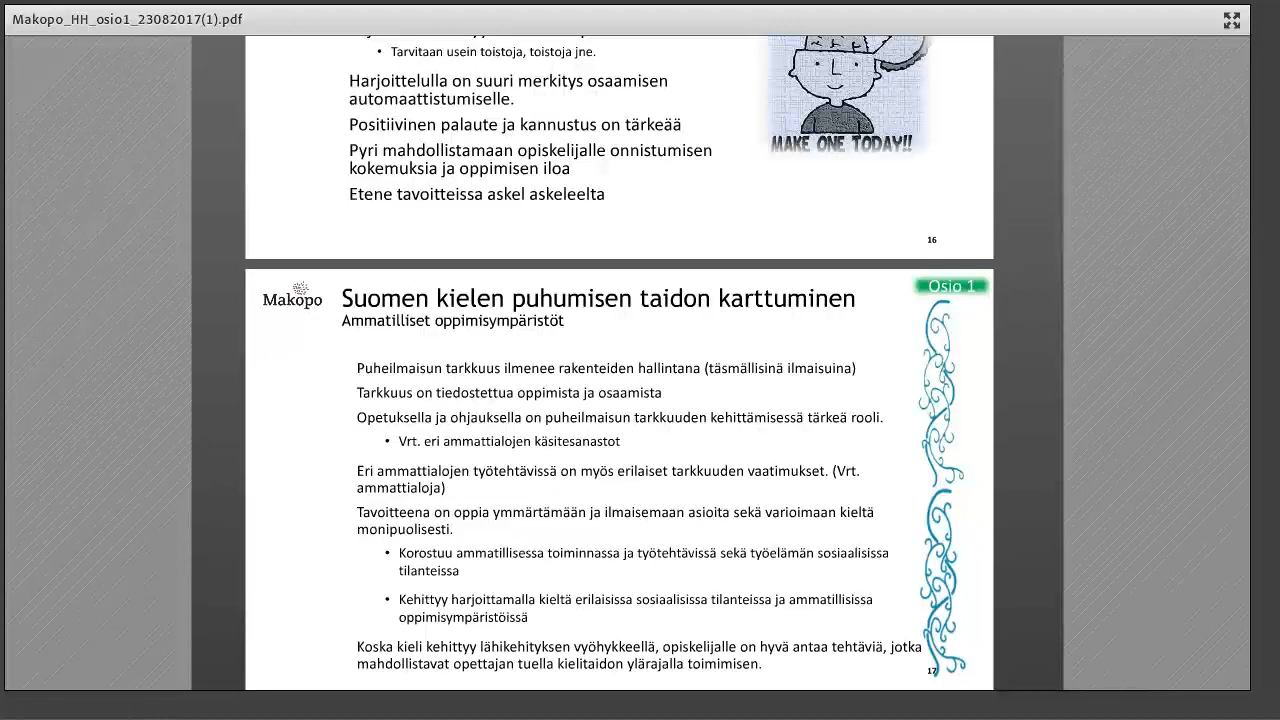 Makopo_HH_osio1_23082017(1).pdf
• Tarvitaan usein toistoja, toistoja jne.
Harjoittelulla on suuri merkitys osaamisen
automaattistumiselle.
Positiivinen palaute ja kannustus on tärkeää
Pyri mahdollistamaan opiskelijalle onnistumisen
kokemuksia ja oppimisen iloa
Etene tavoitteissa askel askeleelta
MAKE ONE TODAY!!
16
Makopo
Suomen kielen puhumisen taidon karttuminen
Osio 1
Ammatilliset oppimisympäristöt
Puheilmaisun tarkkuus ilmenee rakenteiden hallintana (täsmällisinä ilmaisuina)
Tarkkuus on tiedostettua oppimista ja osaamista
Opetuksella ja ohjauksella on puheilmaisun tarkkuuden kehittämisessä tärkeä rooli.
• Vrt. eri ammattialojen käsitesanastot
Eri ammattialojen työtehtävissä on myös erilaiset tarkkuuden vaatimukset. (Vrt.
ammattialoja)
Tavoitteena on oppia ymmärtämään ja ilmaisemaan asioita sekä varioimaan kieltä
monipuolisesti.
• Korostuu ammatillisessa toiminnassa ja työtehtävissä sekä työelämän sosiaalisissa
tilanteissa
• Kehittyy harjoittamalla kieltä erilaisissa sosiaalisissa tilanteissa ja ammatillisissa
oppimisympäristöissä
Koska kieli kehittyy lähikehityksen vyöhykkeellä, opiskelijalle on hyvä antaa tehtäviä, jotka
mahdollistavat opettajan tuella kielitaidon ylärajalla toimimisen.
17